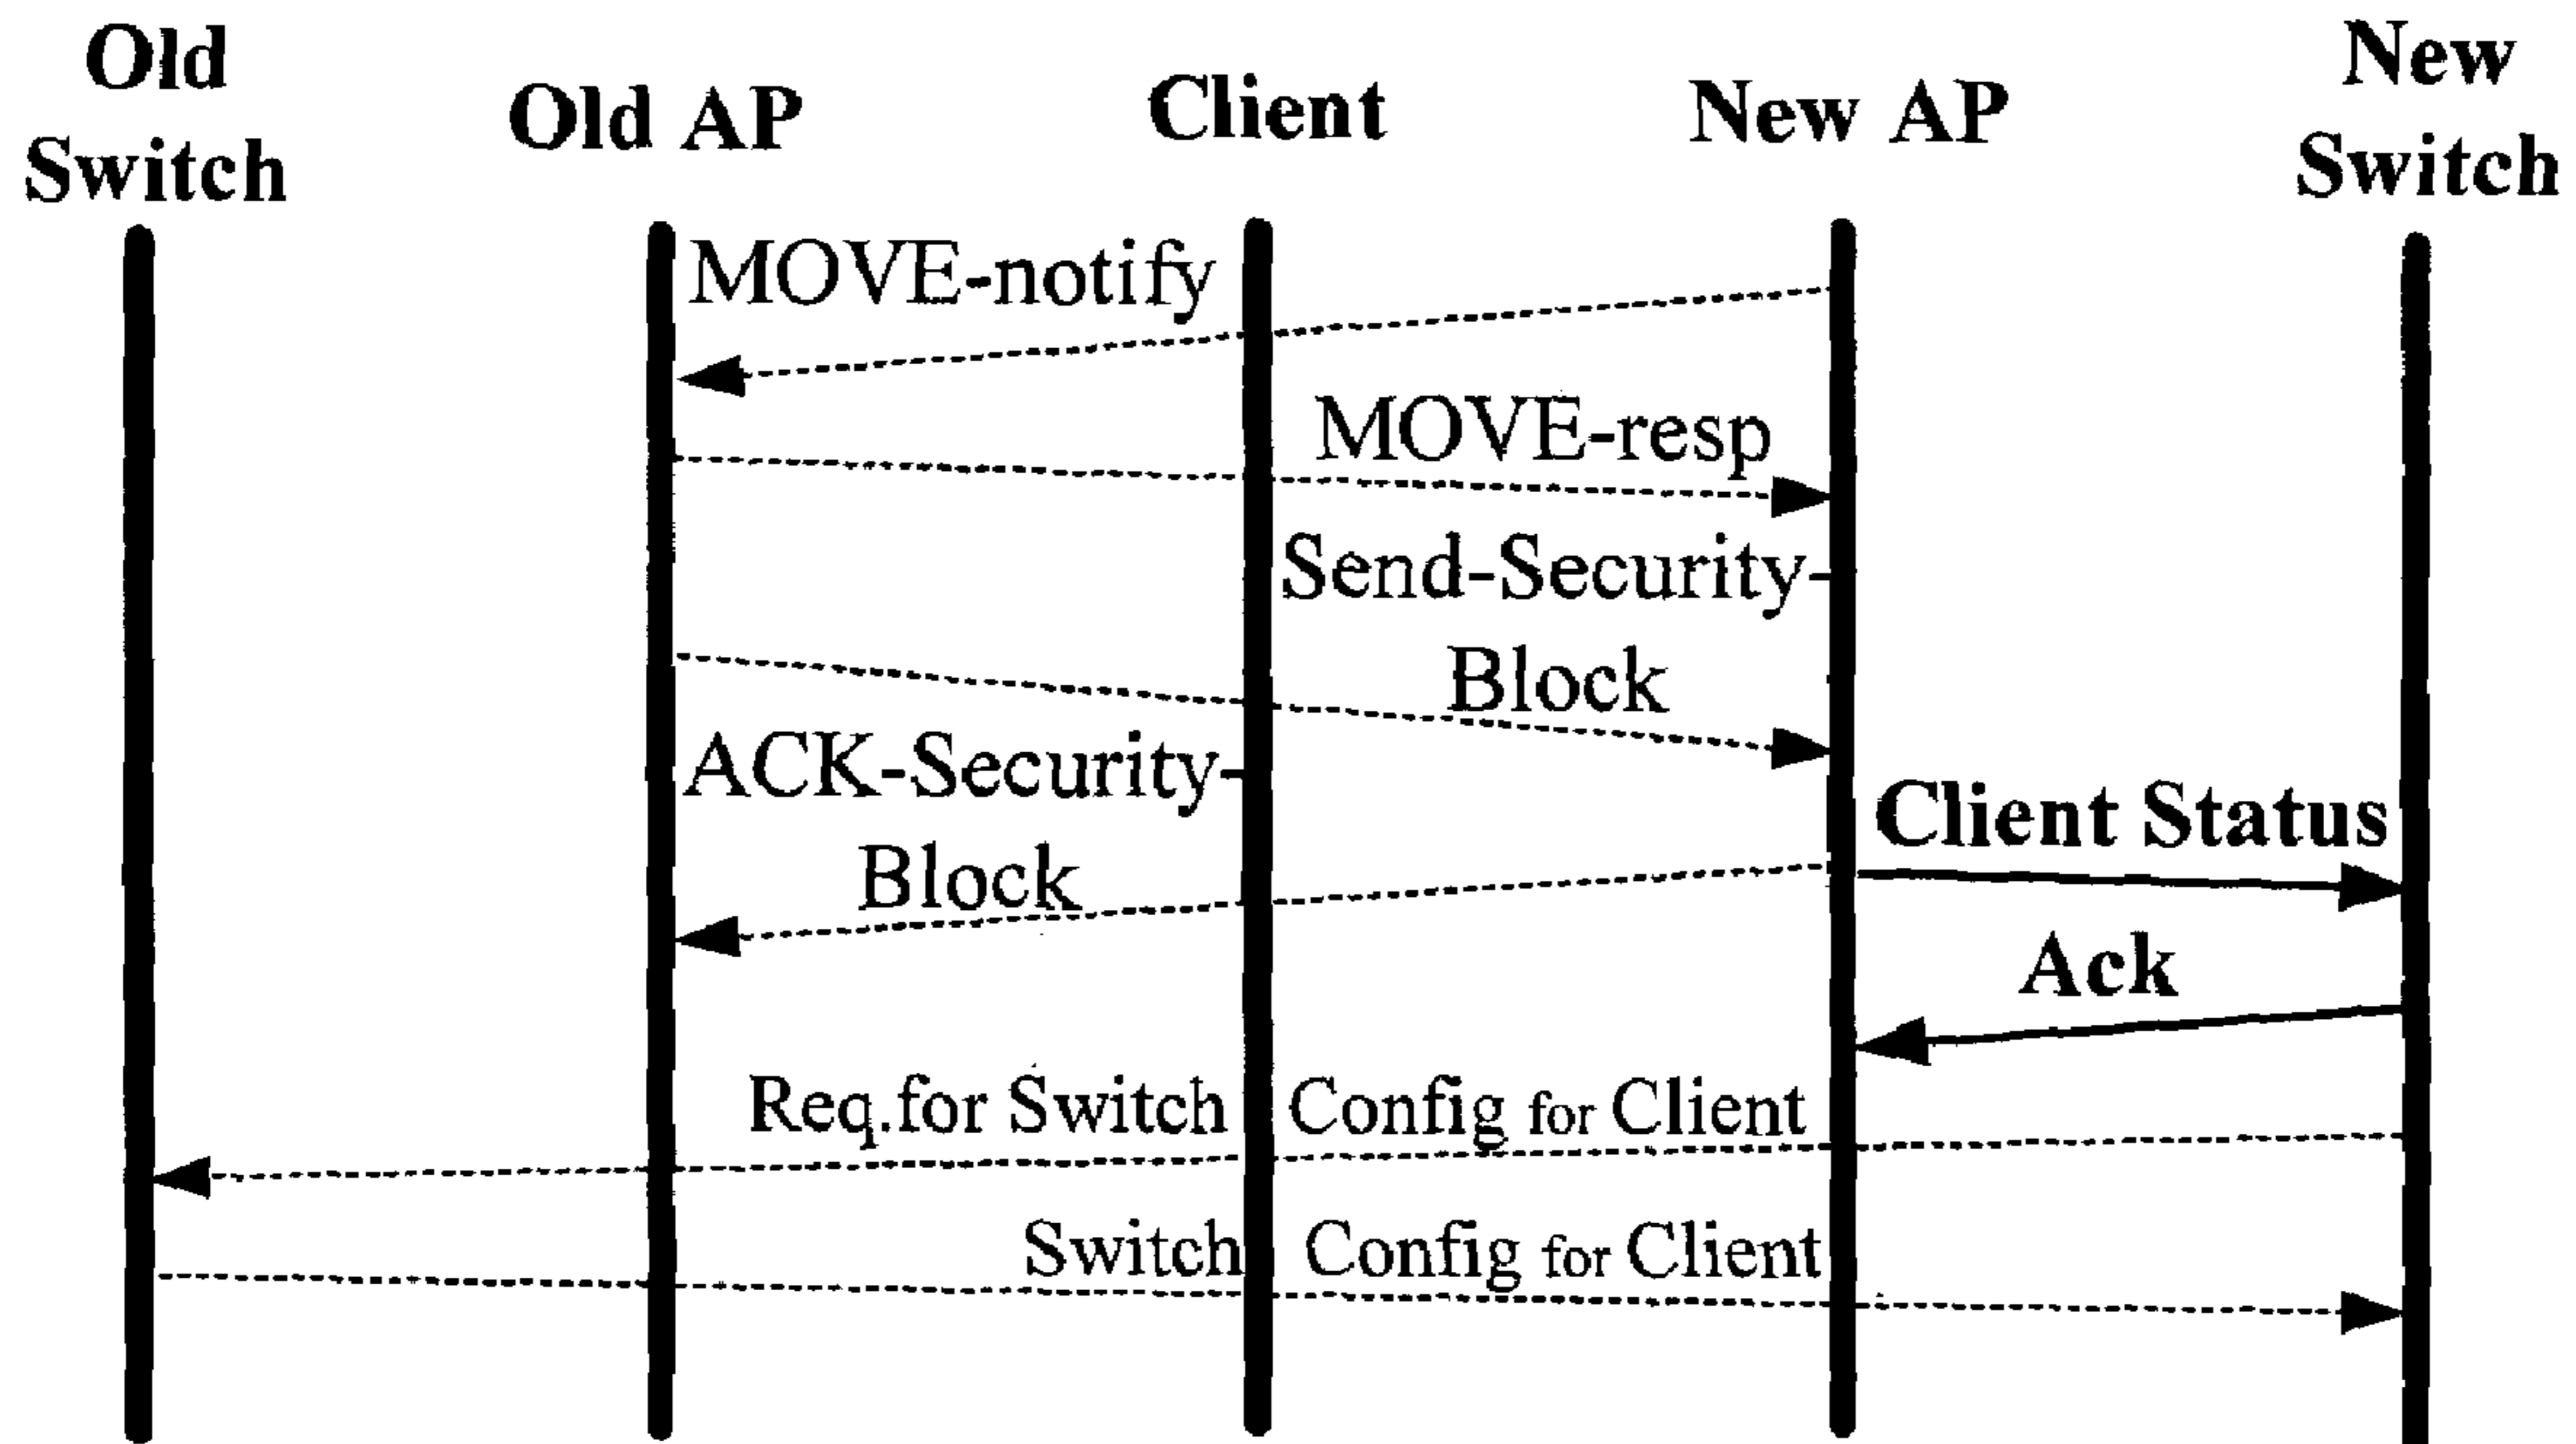 Old
Switch
Old AP
Client
New AP
New
Switch
MOVE-notify
MOVE-resp
Send-Security-
Block
ACK-Security-
Block
Client Status
Ack
Req.for Switch Config for Client
Switch Config for Client